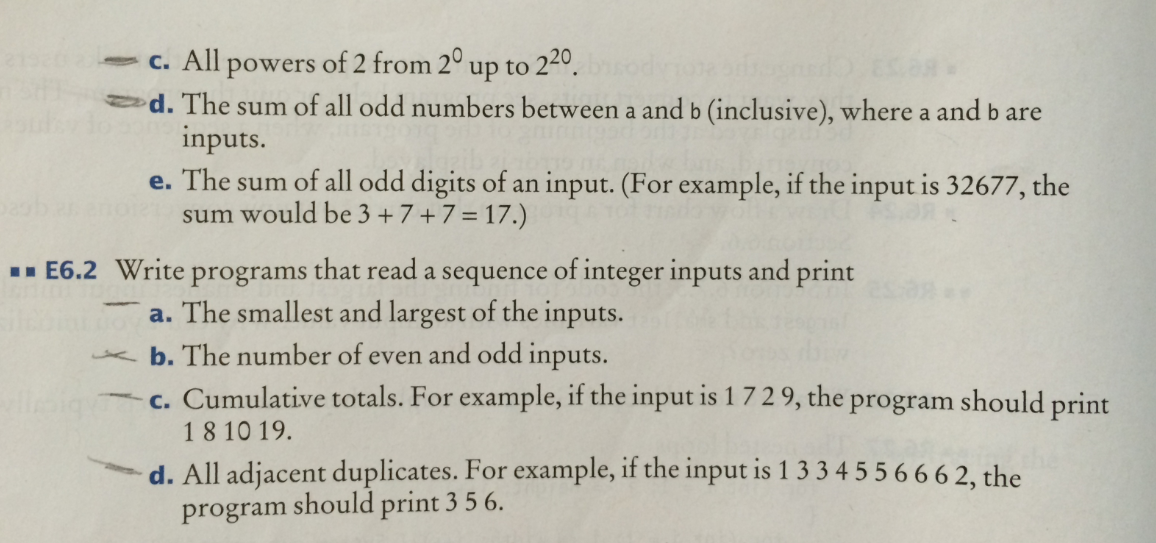 c. All powers of 2 from 2⁰ up to 2²⁰.
d. The sum of all odd numbers between a and b (inclusive), where a and b are
inputs.
e. The sum of all odd digits of an input. (For example, if the input is 32677, the
sum would be 3 + 7 + 7 = 17.)
E6.2 Write programs that read a sequence of integer inputs and print
a. The smallest and largest of the inputs.
b. The number of even and odd inputs.
c. Cumulative totals. For example, if the input is 1 7 2 9, the program should print
1 8 10 19.
d. All adjacent duplicates. For example, if the input is 1 3 3 4 5 5 6 6 6 2, the
program should print 3 5 6.